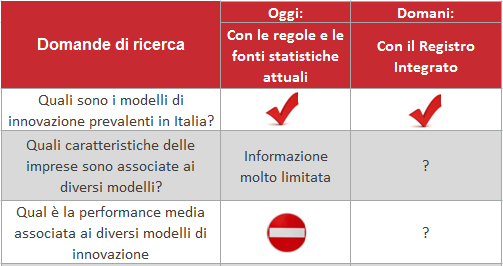 Domande di ricerca
Oggi:
Con le regole e le
fonti statistiche
attuali
Domani:
Con il Registro
Integrato
Quali sono i modelli di
innovazione prevalenti in Italia?
Quali caratteristiche delle
imprese sono associate ai
diversi modelli?
Informazione
molto limitata
?
Qual è la performance media
associata ai diversi modelli di
innovazione
?